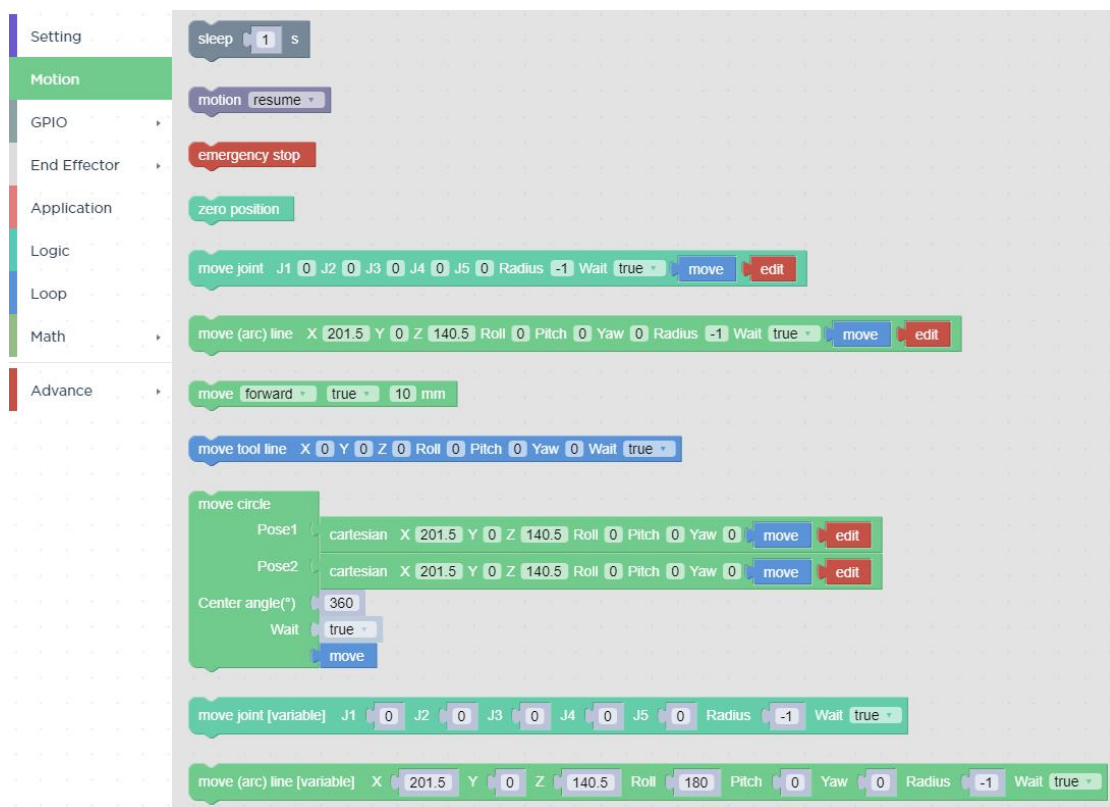 Setting
Motion
GPIO
End Effector
Application
Logic
Loop
Math
Advance
sleep 1 s
motion resume
emergency stop
zero position
move joint J1 0 J2 0 J3 0 J4 0 J5 0 Radius -1 Wait true move edit
move (arc) line X 201.5 Y 0 Z 140.5 Roll 0 Pitch 0 Yaw 0 Radius -1 Wait true move edit
move forward true 10 mm
move tool line X 0 Y 0 Z 0 Roll 0 Pitch 0 Yaw 0 Wait true
move circle
Pose1 cartesian X 201.5 Y 0 Z 140.5 Roll 0 Pitch 0 Yaw 0 move edit
Pose2 cartesian X 201.5 Y 0 Z 140.5 Roll 0 Pitch 0 Yaw 0 move edit
Center angle(°) 360
Wait true
move
move joint [variable] J1 0 J2 0 J3 0 J4 0 J5 0 Radius -1 Wait true
move (arc) line [variable] X 201.5 Y 0 Z 140.5 Roll 180 Pitch 0 Yaw 0 Radius -1 Wait true